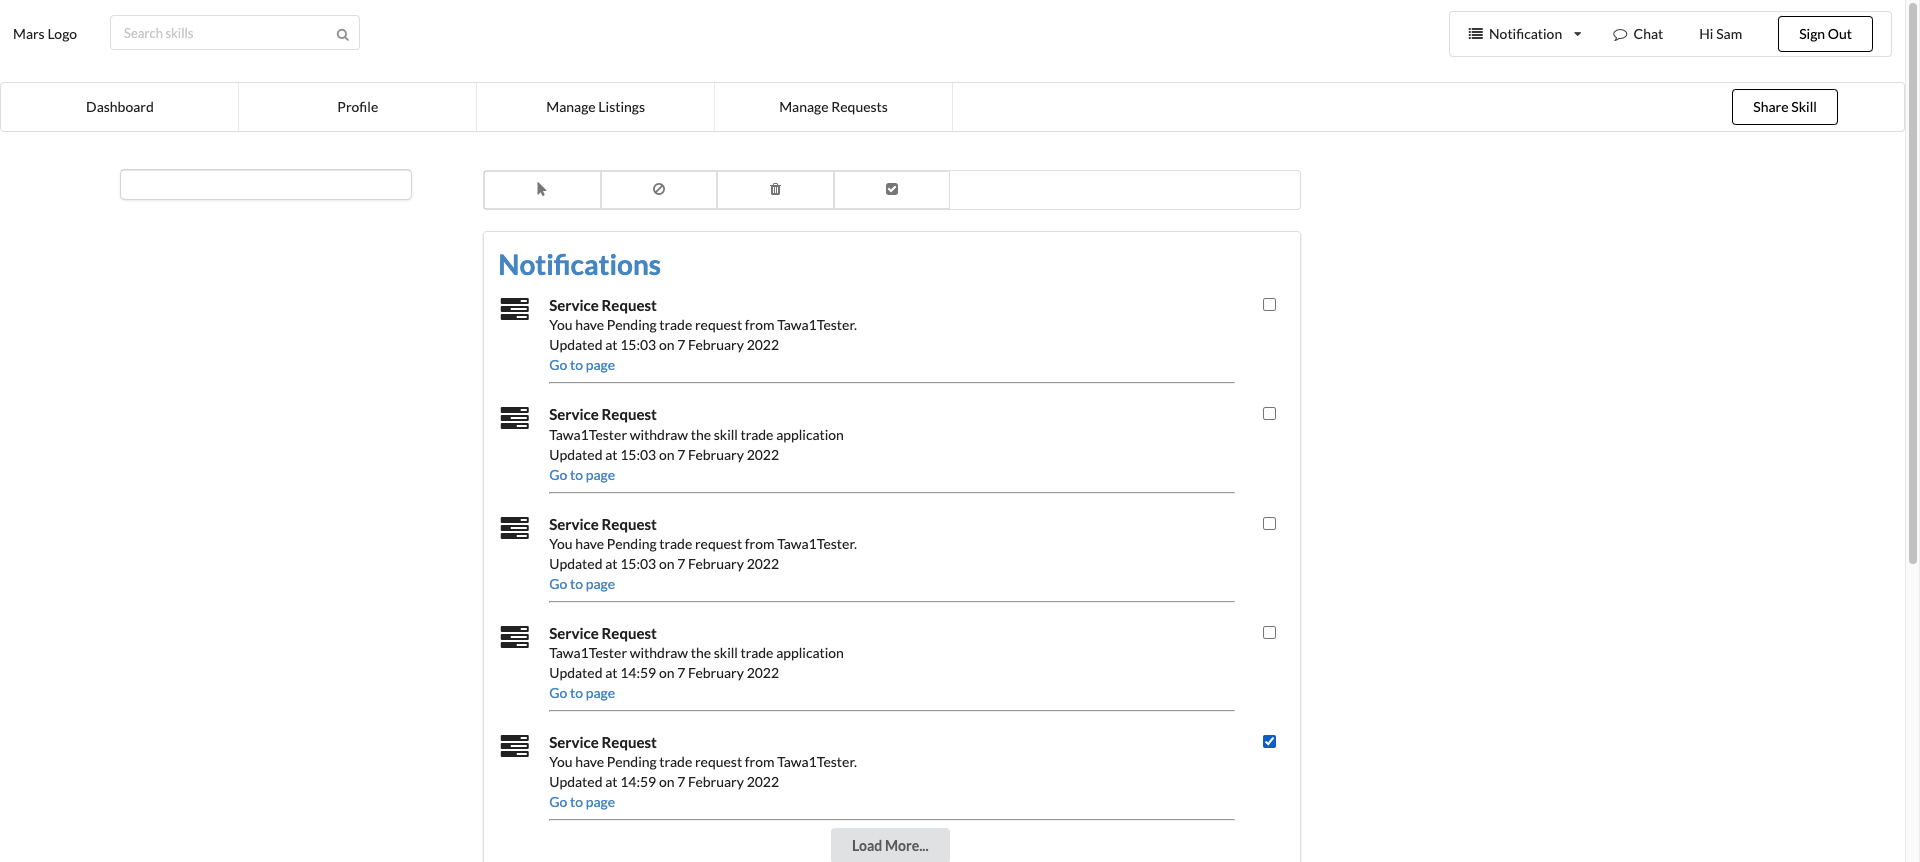 Mars Logo
Search skills
Notification
Chat
Hi Sam
Sign Out
Dashboard
Profile
Manage Listings
Manage Requests
Share Skill
Notifications
Service Request
You have Pending trade request from Tawa1Tester.
Updated at 15:03 on 7 February 2022
Go to page
Service Request
Tawa1Tester withdraw the skill trade application
Updated at 15:03 on 7 February 2022
Go to page
Service Request
You have Pending trade request from Tawa1Tester.
Updated at 15:03 on 7 February 2022
Go to page
Service Request
Tawa1Tester withdraw the skill trade application
Updated at 14:59 on 7 February 2022
Go to page
Service Request
You have Pending trade request from Tawa1Tester.
Updated at 14:59 on 7 February 2022
Go to page
Load More...